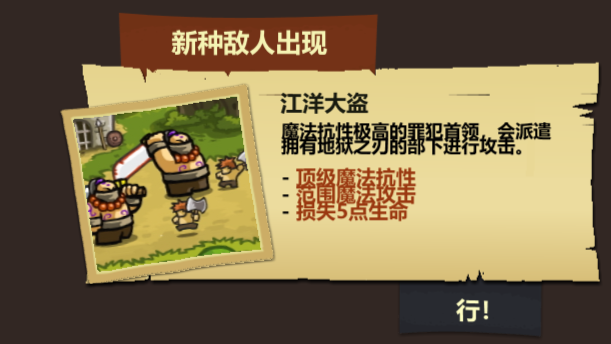 新种敌人出现
江洋大盗
魔法抗性极高的罪犯首领。会派遣
拥有地狱之刃的部下进行攻击。
- 顶级魔法抗性
- 范围魔法攻击
- 损失5点生命
行!